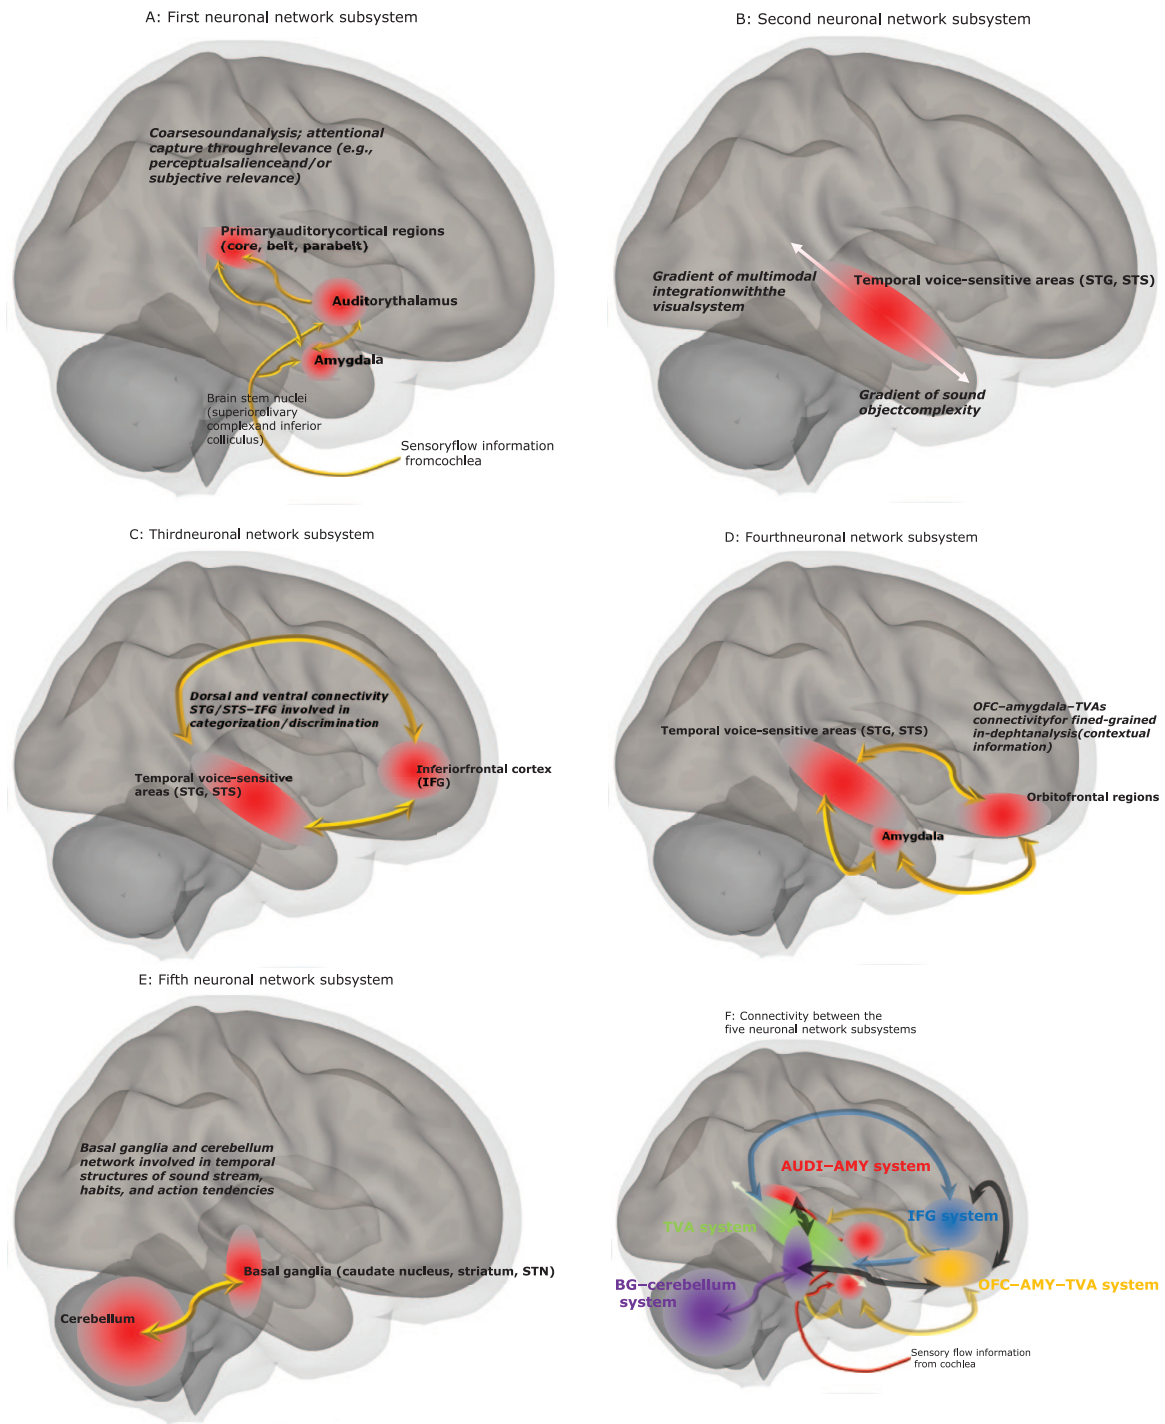 A: First neuronal network subsystem
Coarsesoundanalysis; attentional
capture throughrelevance (e.g.,
perceptualsalienceand/or
subjective relevance)
Primaryauditorycortical regions
(core, belt, parabelt)
Auditorythalamus
Amygdala
Brain stem nuclei
(superiorolivary
complexand inferior
colliculus)
Sensoryflow information
fromcochlea
B: Second neuronal network subsystem
Temporal voice-sensitive areas (STG, STS)
Gradient of multimodal
integrationwiththe
visualsystem
Gradient of sound
objectcomplexity
C: Thirdneuronal network subsystem
Dorsal and ventral connectivity
STG/STS–IFG involved in
categorization/discrimination
Temporal voice-sensitive
areas (STG, STS)
Inferiorfrontal cortex
(IFG)
D: Fourthneuronal network subsystem
OFC–amygdala–TVAs
connectivityfor fined-grained
in-dephtanalysis(contextual
information)
Temporal voice-sensitive areas (STG, STS)
Orbitofrontal regions
Amygdala
E: Fifth neuronal network subsystem
Basal ganglia and cerebellum
network involved in temporal
structures of sound stream,
habits, and action tendencies
Basal ganglia (caudate nucleus, striatum, STN)
Cerebellum
F: Connectivity between the
five neuronal network subsystems
AUDI–AMY system
TVA system
IFG system
BG–cerebellum
system
OFC–AMY–TVA system
Sensory flow information
from cochlea